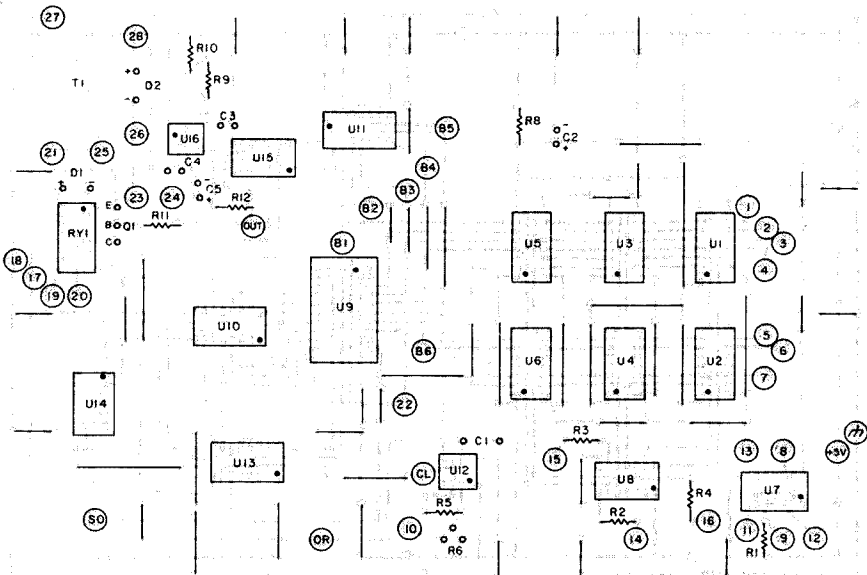 27
28
R10
R9
T1
+
D2
-
C3
U16
26
U15
U11
B5
R8
-
C2
+
21
25
C4
B4
D1
+
-
-
C5
+
23
24
R12
B2
B3
E
B
Q1
C
R11
OUT
RY1
B1
U5
U3
U1
1
2
3
4
18
17
19
20
U9
U10
5
6
B6
U6
U4
U2
7
U14
22
R3
C1
+5V
U13
15
13
8
CL
U12
U8
U7
R4
SO
R5
10
R2
16
11
OR
R6
14
R1
9
12